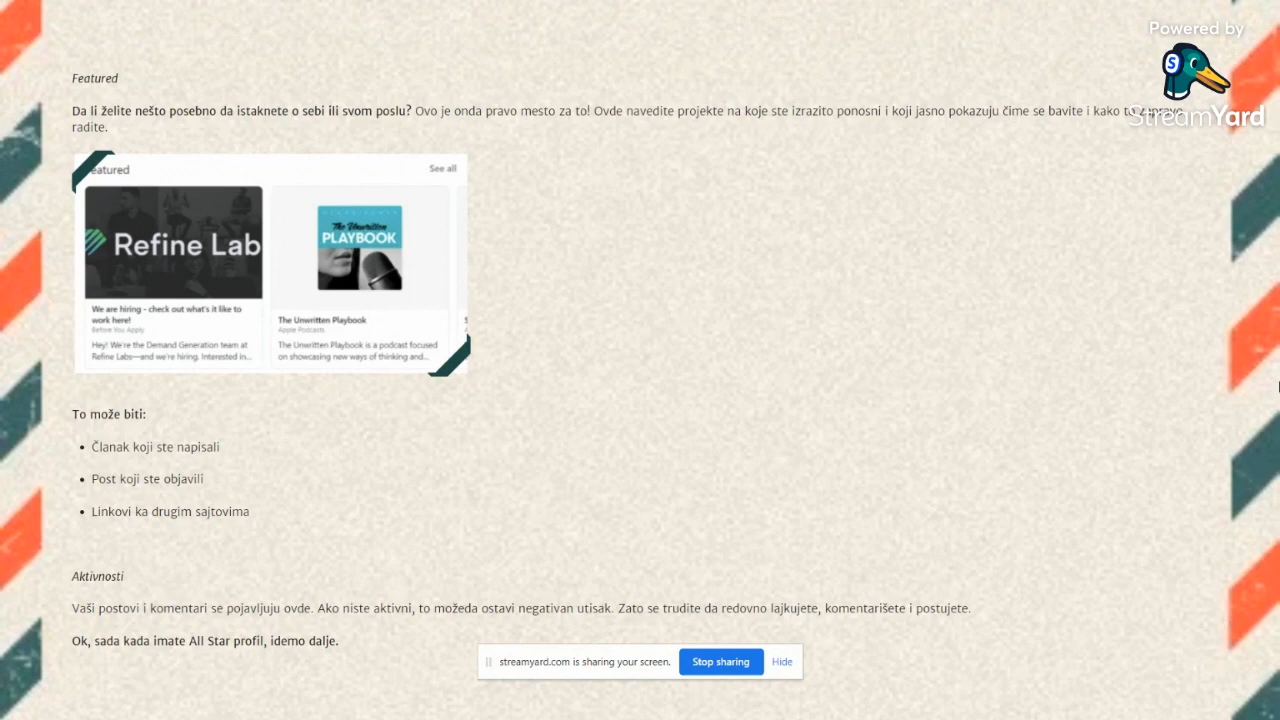 Powered by
StreamYard
Featured
Da li želite nešto posebno da istaknete o sebi ili svom poslu? Ovo je onda pravo mesto za to! Ovde navedite projekte na koje ste izrazito ponosni i koji jasno pokazuju čime se bavite i kako to zapravo
radite.
eatured
See all
Refine Lab
The Unwritten
PLAYBOOK
We are hiring - check out what's it like to
work here!
Before You Apply
Hey! We're the Demand Generation team at
Refine Labs—and we're hiring. Interested in...
The Unwritten Playbook
Apple Podcasts
The Unwritten Playbook is a podcast focused
on showcasing new ways of thinking and...
To može biti:
• Članak koji ste napisali
• Post koji ste objavili
• Linkovi ka drugim sajtovima
Aktivnosti
Vaši postovi i komentari se pojavljuju ovde. Ako niste aktivni, to možeda ostavi negativan utisak. Zato se trudite da redovno lajkujete, komentarišete i postujete.
Ok, sada kada imate All Star profil, idemo dalje.
streamyard.com is sharing your screen.
Stop sharing
Hide